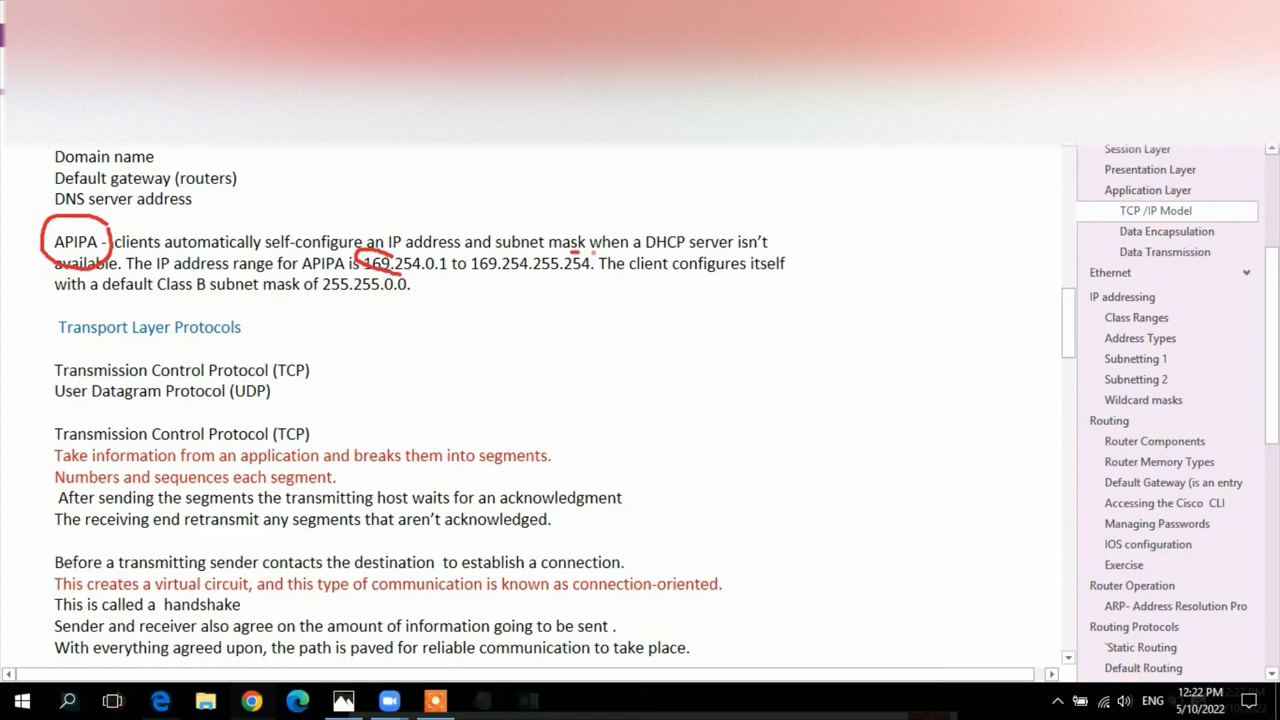 Domain name
Default gateway (routers)
DNS server address
APIPA - clients automatically self-configure an IP address and subnet mask when a DHCP server isn't
available. The IP address range for APIPA is 169.254.0.1 to 169.254.255.254. The client configures itself
with a default Class B subnet mask of 255.255.0.0.
Transport Layer Protocols
Transmission Control Protocol (TCP)
User Datagram Protocol (UDP)
Transmission Control Protocol (TCP)
Take information from an application and breaks them into segments.
Numbers and sequences each segment.
After sending the segments the transmitting host waits for an acknowledgment
The receiving end retransmit any segments that aren't acknowledged.
Before a transmitting sender contacts the destination to establish a connection.
This creates a virtual circuit, and this type of communication is known as connection-oriented.
This is called a handshake
Sender and receiver also agree on the amount of information going to be sent .
With everything agreed upon, the path is paved for reliable communication to take place.
Session Layer
Presentation Layer
Application Layer
TCP /IP Model
Data Encapsulation
Data Transmission
Ethernet
IP addressing
Class Ranges
Address Types
Subnetting 1
Subnetting 2
Wildcard masks
Routing
Router Components
Router Memory Types
Default Gateway (is an entry
Accessing the Cisco CLI
Managing Passwords
IOS configuration
Exercise
Router Operation
ARP- Address Resolution Pro
Routing Protocols
`Static Routing
Default Routing
ENG
12:22 PM
5/10/2022